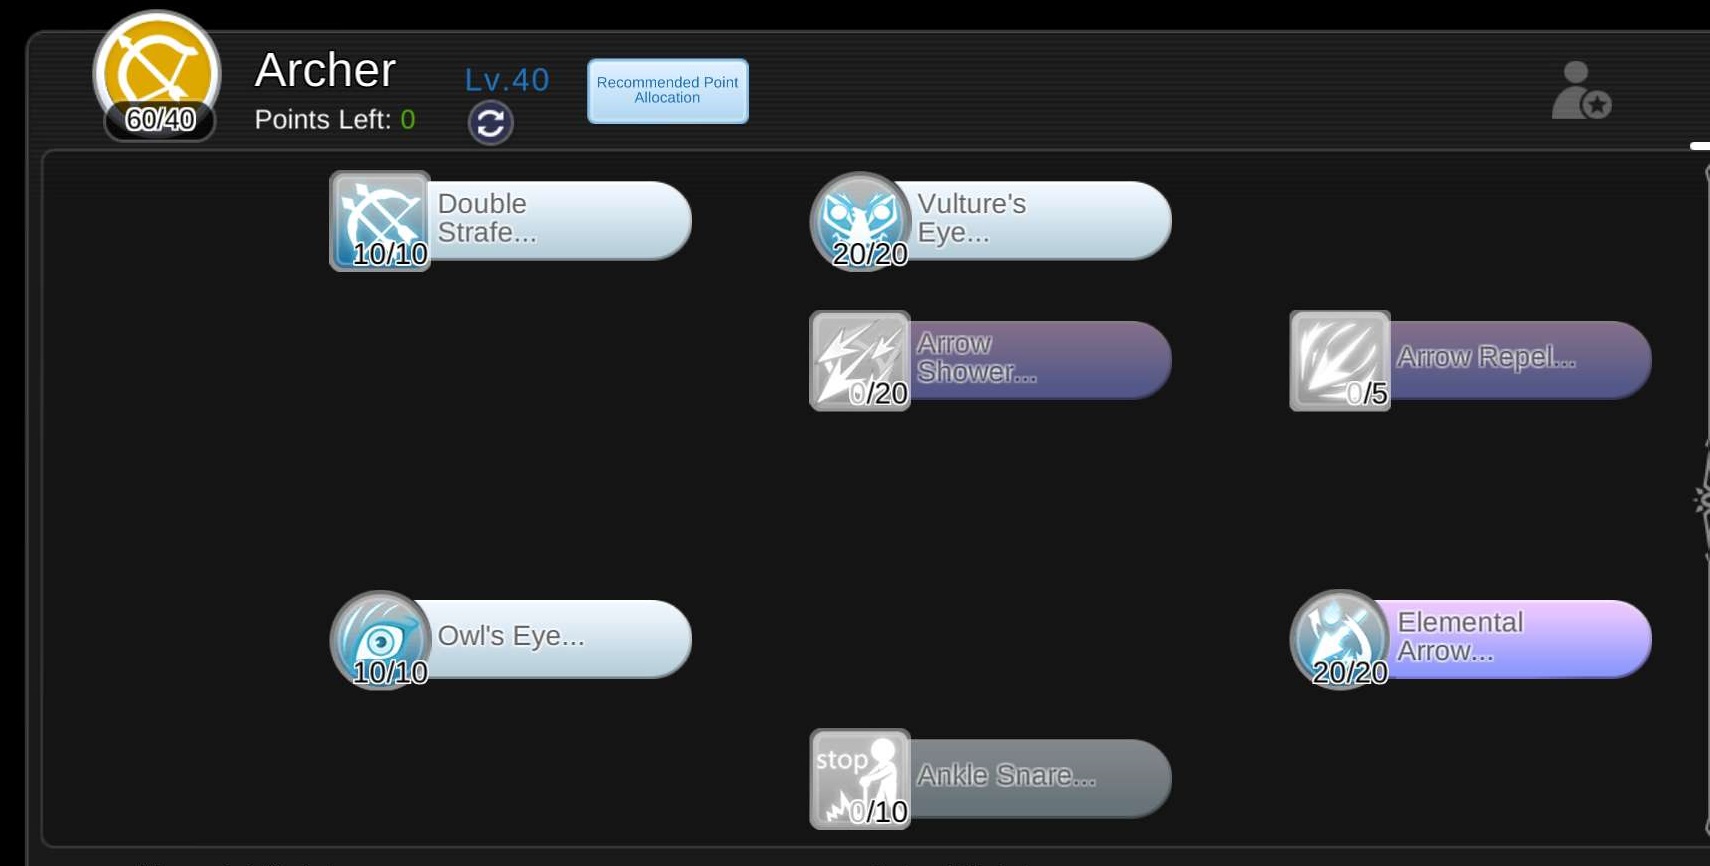 Archer
Lv.40
Recommended Point
Allocation
60/40
Points Left: 0
Double
Strafe...
10/10
Vulture's
Eye...
20/20
Arrow
Shower...
0/20
Arrow Repel...
0/5
Owl's Eye...
10/10
Elemental
Arrow...
20/20
stop
Ankle Snare...
0/10